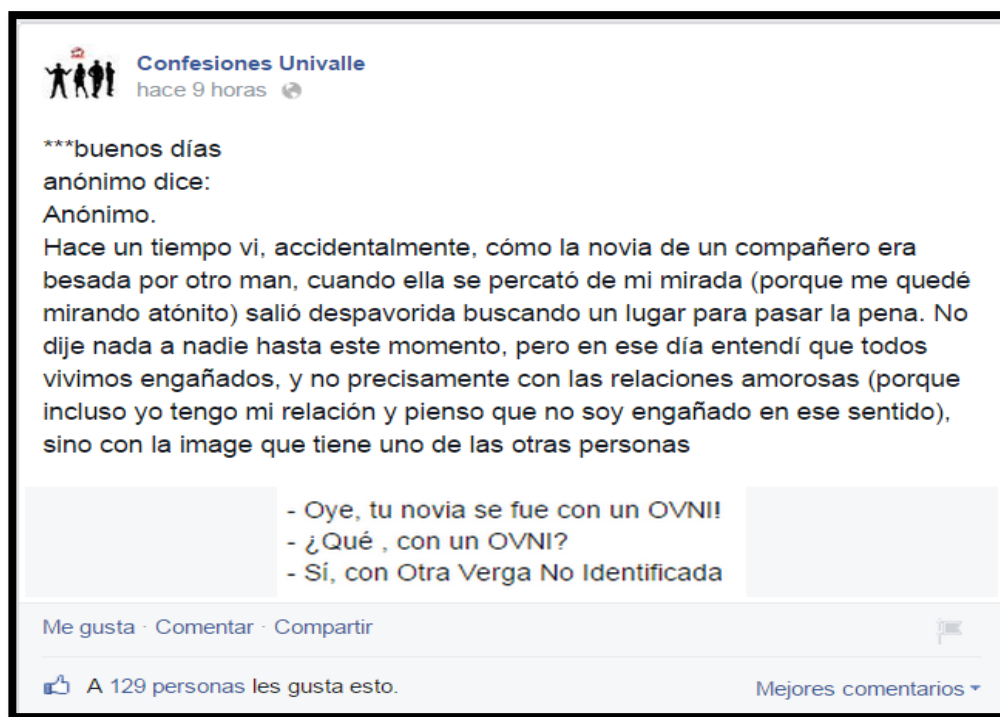 Confesiones Univalle
hace 9 horas
***buenos días
anónimo dice:
Anónimo.
Hace un tiempo vi, accidentalmente, cómo la novia de un compañero era
besada por otro man, cuando ella se percató de mi mirada (porque me quedé
mirando atónito) salió despavorida buscando un lugar para pasar la pena. No
dije nada a nadie hasta este momento, pero en ese día entendí que todos
vivimos engañados, y no precisamente con las relaciones amorosas (porque
incluso yo tengo mi relación y pienso que no soy engañado en ese sentido),
sino con la image que tiene uno de las otras personas
- Oye, tu novia se fue con un OVNI!
- ¿Qué , con un OVNI?
- Sí, con Otra Verga No Identificada
Me gusta · Comentar · Compartir
A 129 personas les gusta esto.
Mejores comentarios